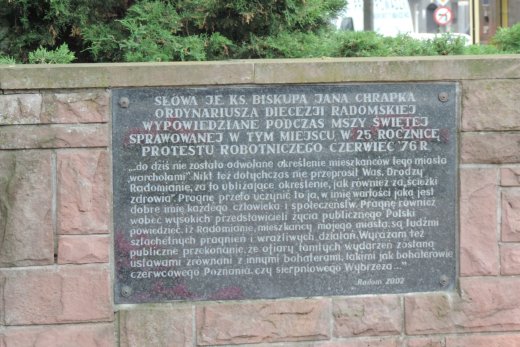 SŁOWA JE KS. BISKUPA JANA CHRAPKA
ORDYNARIUSZA DIECEZJI RADOMSKIEJ
WYPOWIEDZIANE PODCZAS MSZY ŚWIĘTEJ
SPRAWOWANEJ W TYM MIEJSCU W 25 ROCZNICĘ
PROTESTU ROBOTNICZEGO CZERWIEC '76 R.
"...do dziś nie zostało odwołane określenie mieszkańców tego miasta
"warchołami". Nikt też dotychczas nie przeprosił Was, Drodzy
Radomianie, za to ubliżające określenie, jak również za "ścieżki
zdrowia". Pragnę przeto uczynić to ja, w imię wartości jaką jest
dobre imię każdego człowieka i społeczeństw. Pragnę również
wobec wysokich przedstawicieli życia publicznego Polski
powiedzieć, iż Radomianie, mieszkańcy mojego miasta, są ludźmi
szlachetnych pragnień i wrażliwych działań. Wyrażam też
publiczne przekonanie, że ofiary tamtych wydarzeń zostaną
ustawami zrównani z innymi bohaterami, takimi jak bohaterowie
czerwcowego Poznania, czy sierpniowego Wybrzeża..."
Radom 2002